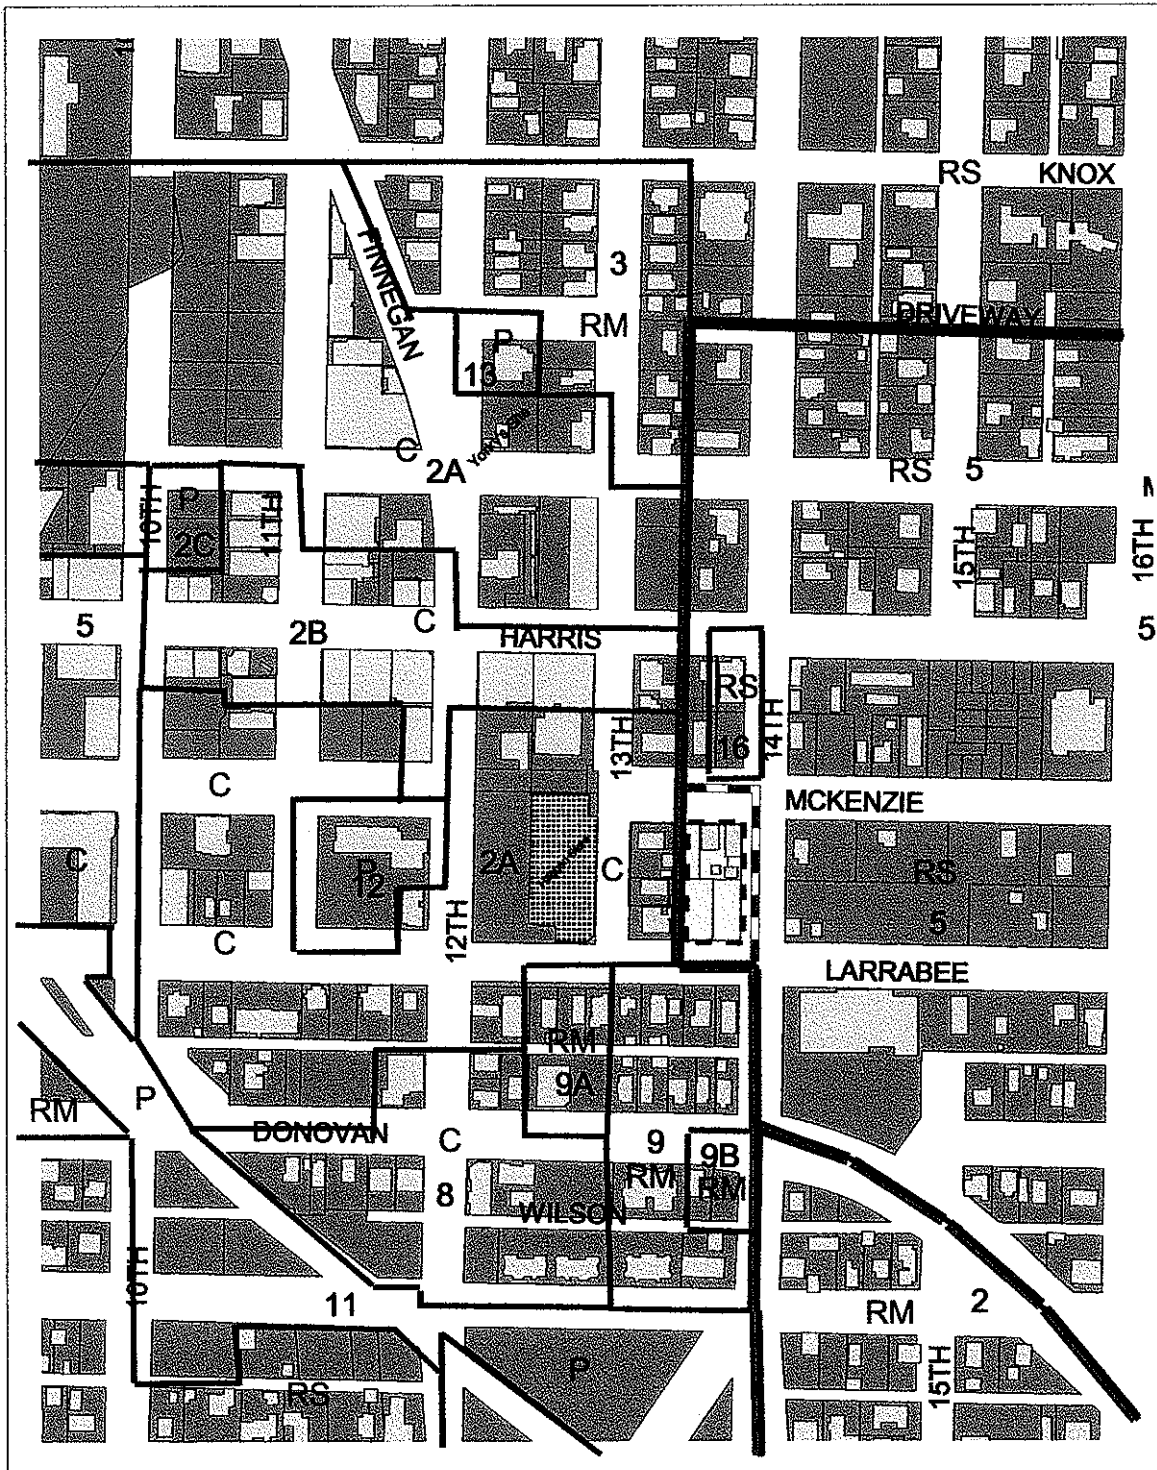 RS
KNOX
FINNEGAN
3
RM
DRIVEWAY
P
13
C
2A
RS
5
10TH
P
2C
11TH
15TH
16TH
5
2B
C
HARRIS
5
RS
16
13TH
14TH
C
MCKENZIE
C
P
12
2A
C
RS
5
C
12TH
LARRABEE
RM
9A
RM
P
DONOVAN
C
9
RM
9B
RM
8
WILSON
10TH
11
2
RM
P
15TH
RS